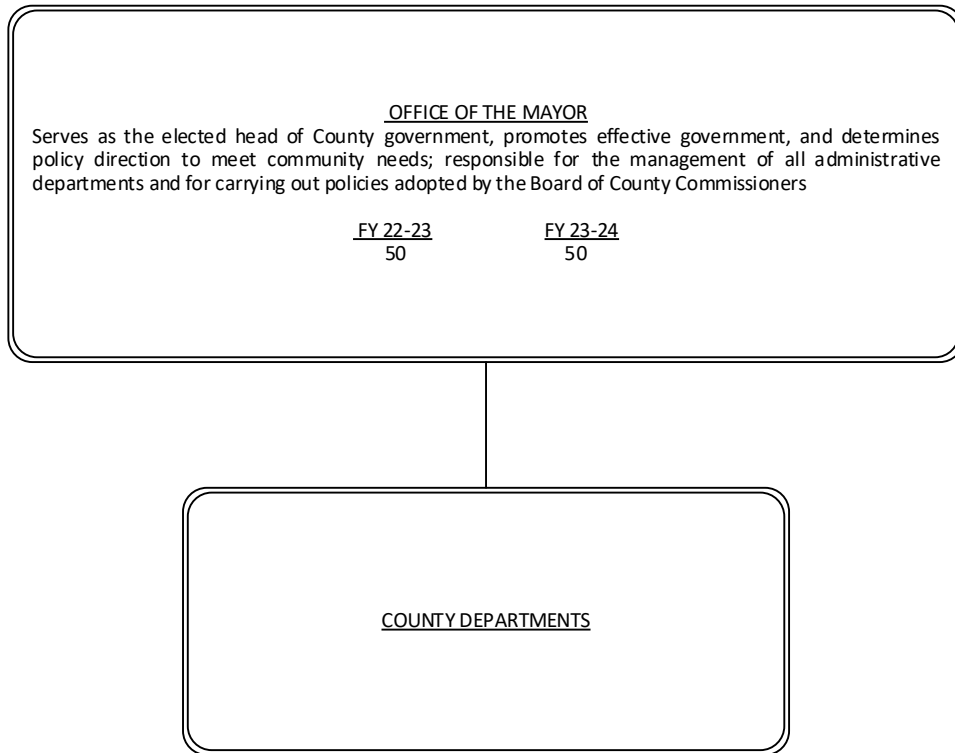 OFFICE OF THE MAYOR
Serves as the elected head of County government, promotes effective government, and determines
policy direction to meet community needs; responsible for the management of all administrative
departments and for carrying out policies adopted by the Board of County Commissioners
FY 22-23 FY 23-24
50 50
COUNTY DEPARTMENTS